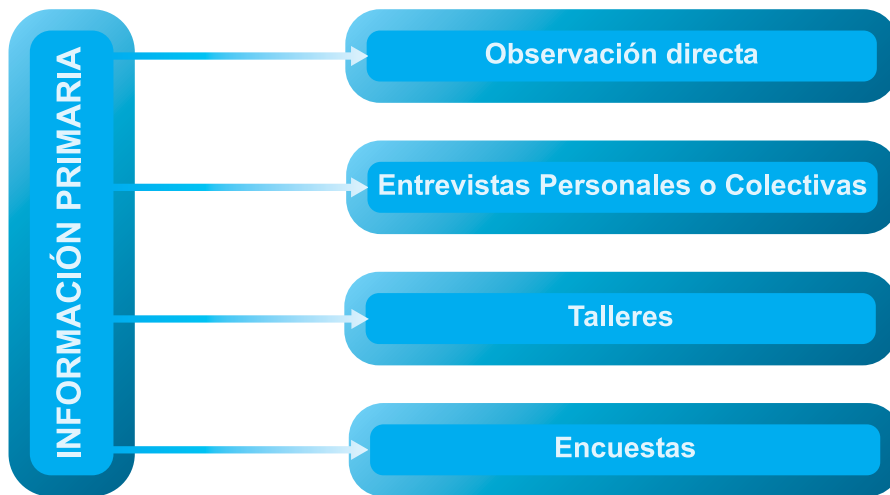 INFORMACIÓN PRIMARIA
Observación directa
Entrevistas Personales o Colectivas
Talleres
Encuestas